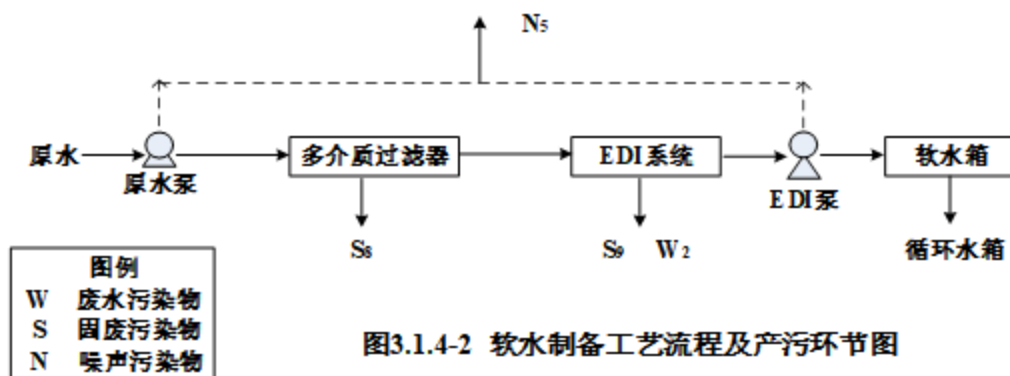 N5
原水
原水泵
多介质过滤器
EDI系统
EDI泵
软水箱
S8
S9 W2
循环水箱
图例
W 废水污染物
S 固废污染物
N 噪声污染物
图3.1.4-2 软水制备工艺流程及产污环节图